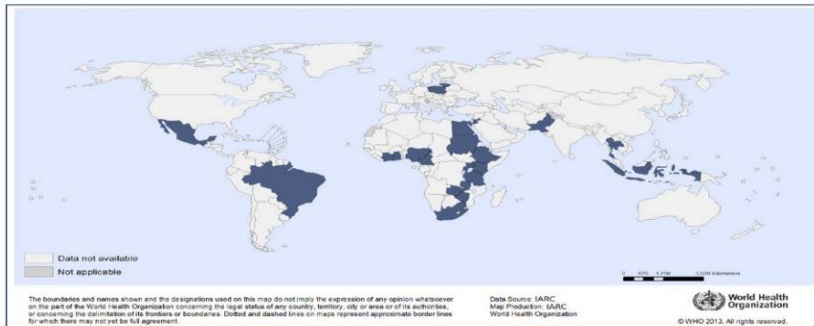 Data not available
Not applicable
The boundaries and names shown and the designations used on this map do not imply the expression of any opinion whatsoever
on the part of the World Health Organization concerning the legal status of any country, territory, city or area or of its authorities,
or concerning the delimitation of its frontiers or boundaries. Dotted and dashed lines on maps represent approximate border lines
for which there may not yet be full agreement.
Data Source: IARC
Map Production: IARC
World Health Organization
World Health
Organization
© WHO 2013. All rights reserved.